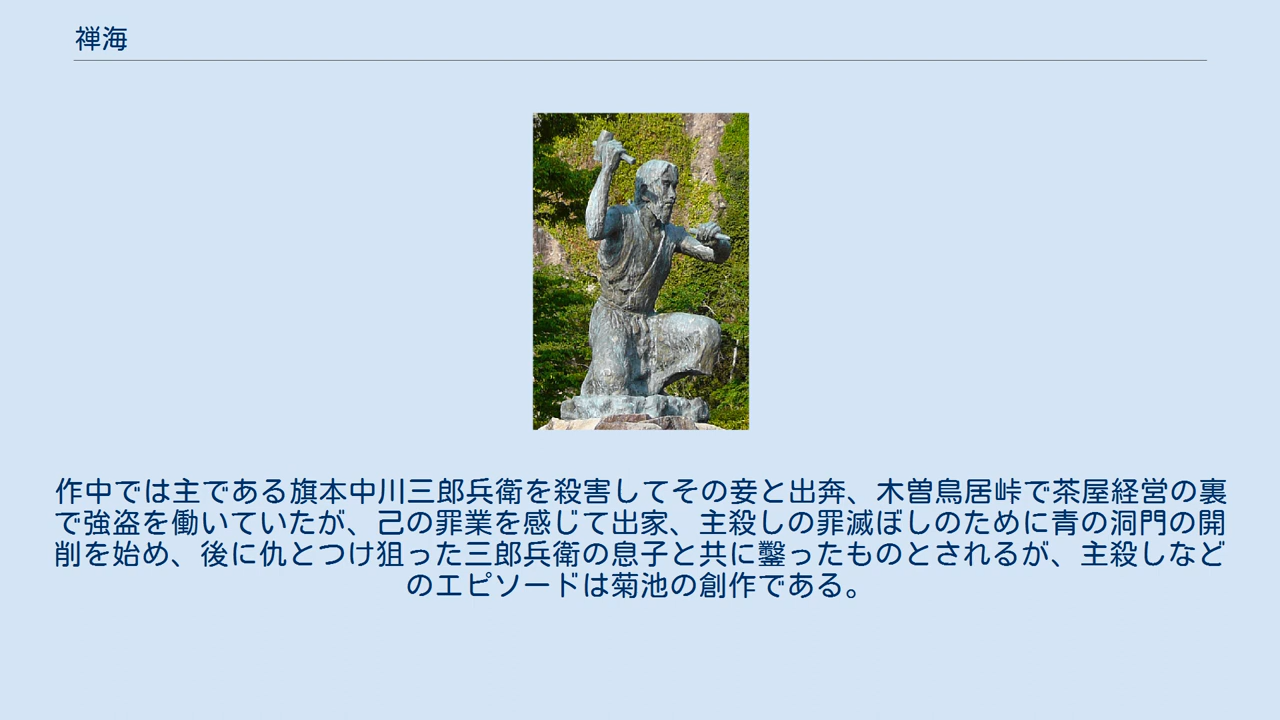 禅海
作中では主である旗本中川三郎兵衛を殺害してその妾と出奔、木曽鳥居峠で茶屋経営の裏
で強盗を働いていたが、己の罪業を感じて出家、主殺しの罪滅ぼしのために青の洞門の開
削を始め、後に仇とつけ狙った三郎兵衛の息子と共に鑿ったものとされるが、主殺しなど
のエピソードは菊池の創作である。